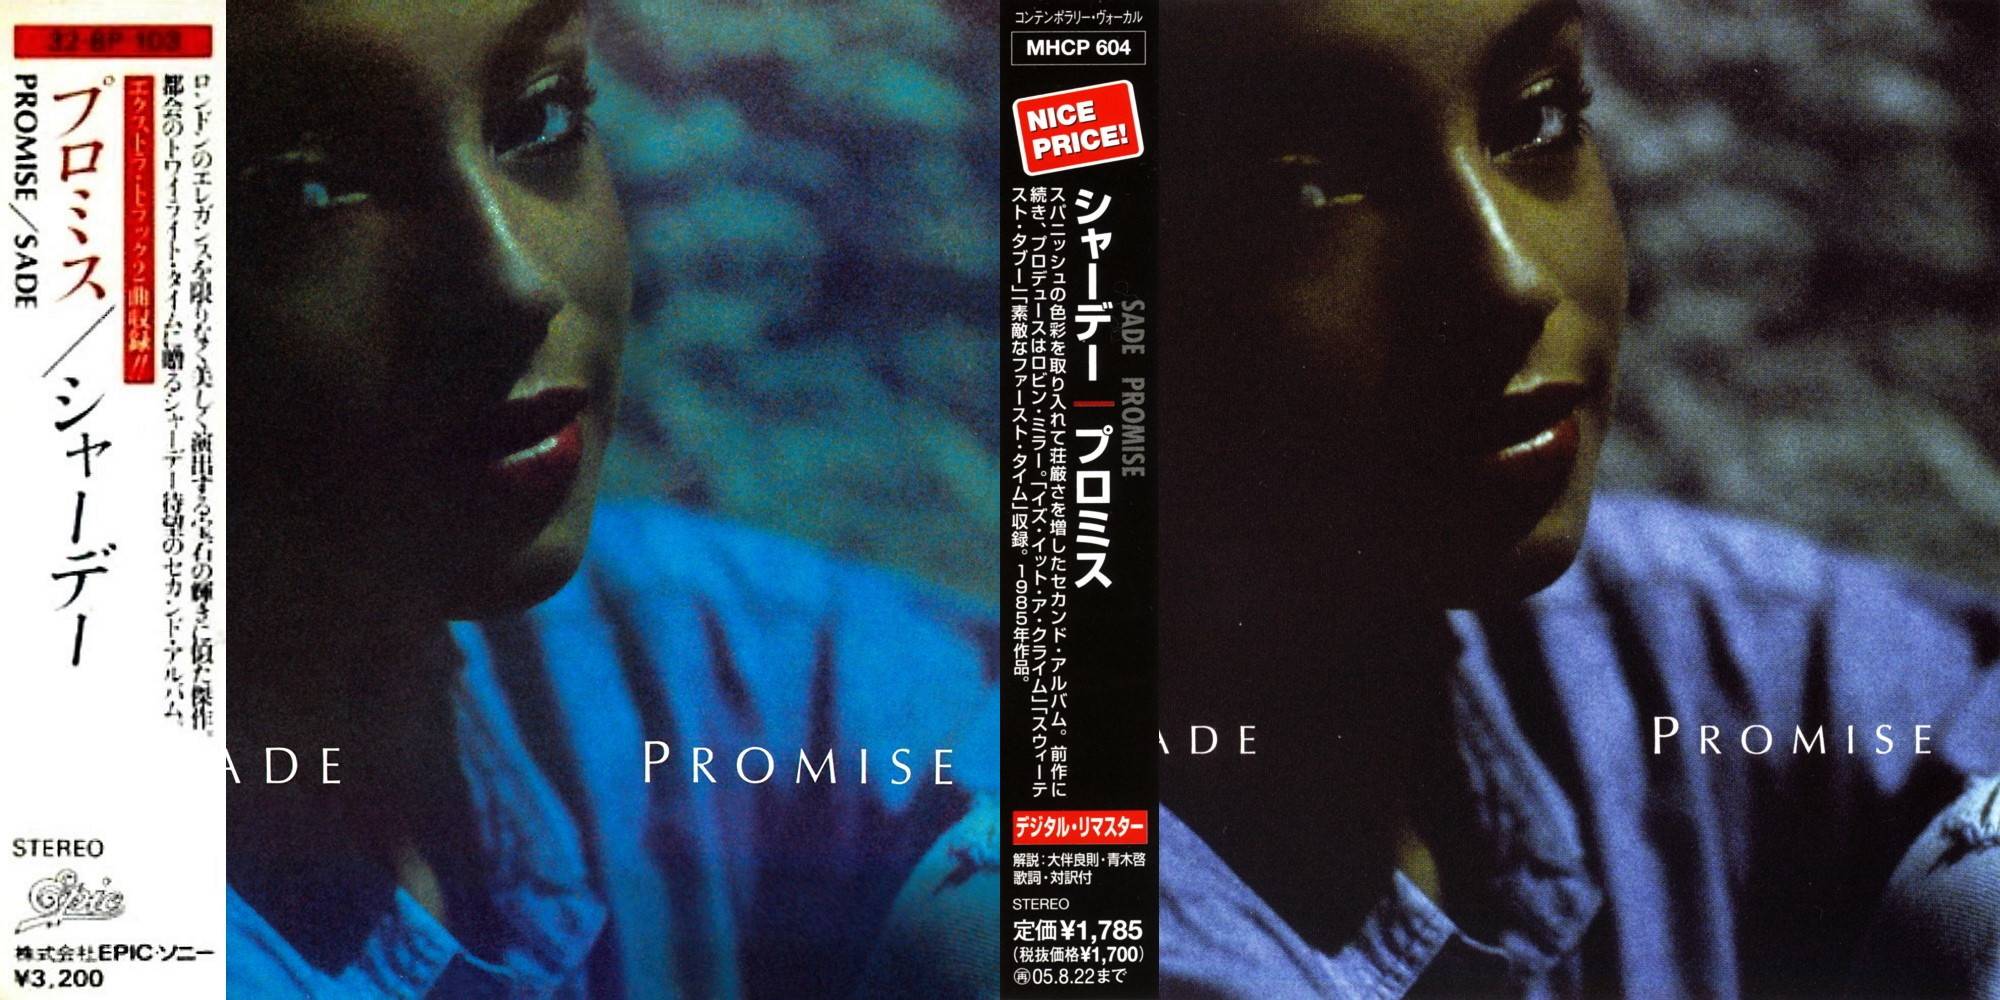 32·8P-103
プロミス／シャーデー
PROMISE／SADE
エクストラ・トラック2曲収録!!
ロンドンのエレガンスを限りなく美しく演出する宝石の輝きに似た傑作。
都会のトワイライト・タイムに贈るシャーデー待望のセカンド・アルバム。
STEREO
Epic
株式会社EPIC・ソニー
¥3,200
ADE
PROMISE
コンテンポラリー・ヴォーカル
MHCP 604
NICE
PRICE!
SADE PROMISE
シャーデー｜プロミス
スパニッシュの色彩を取り入れて荘厳さを増したセカンド・アルバム。前作に
続き、プロデュースはロビン・ミラー。「イズ・イット・ア・クライム」「スウィーテ
スト・タブー」「素敵なファースト・タイム」収録。1985年作品。
デジタル・リマスター
解説：大伴良則・青木啓
歌詞・対訳付
STEREO
定価¥1,785
(税抜価格¥1,700)
㊢05.8.22まで
ADE
PROMISE